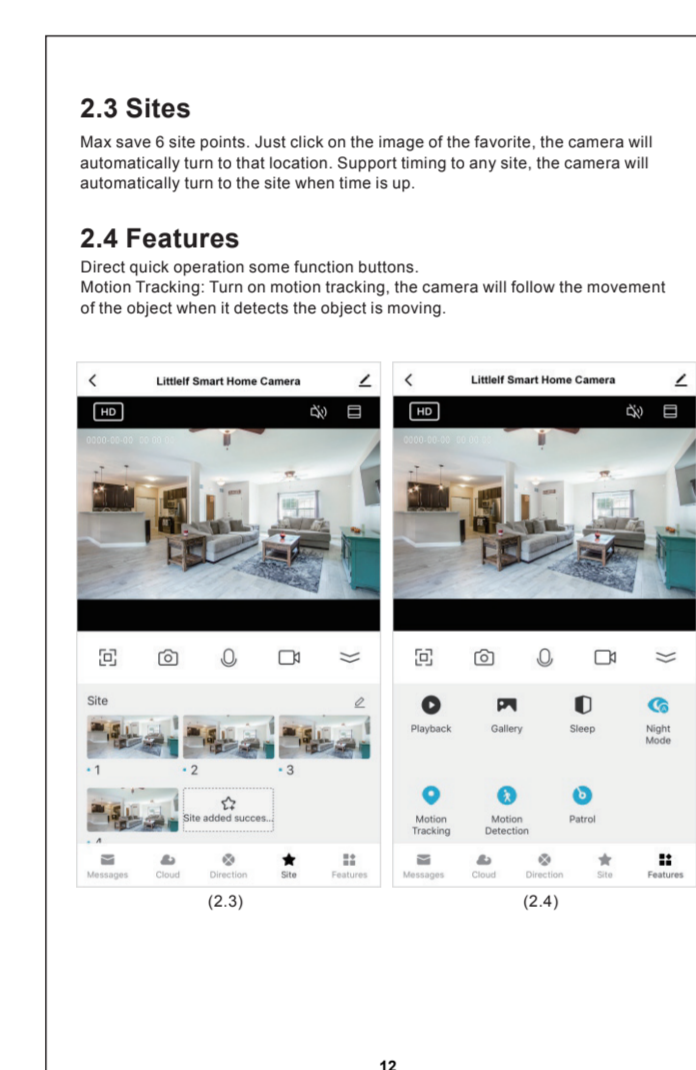 2.3 Sites
Max save 6 site points. Just click on the image of the favorite, the camera will
automatically turn to that location. Support timing to any site, the camera will
automatically turn to the site when time is up.
2.4 Features
Direct quick operation some function buttons.
Motion Tracking: Turn on motion tracking, the camera will follow the movement
of the object when it detects the object is moving.
Littlelf Smart Home Camera
HD
Site
1
2
3
4
Site added succes...
Messages
Cloud
Direction
Site
Features
(2.3)
Littlelf Smart Home Camera
HD
Playback
Gallery
Sleep
Night
Mode
Motion
Tracking
Motion
Detection
Patrol
Messages
Cloud
Direction
Site
Features
(2.4)
12